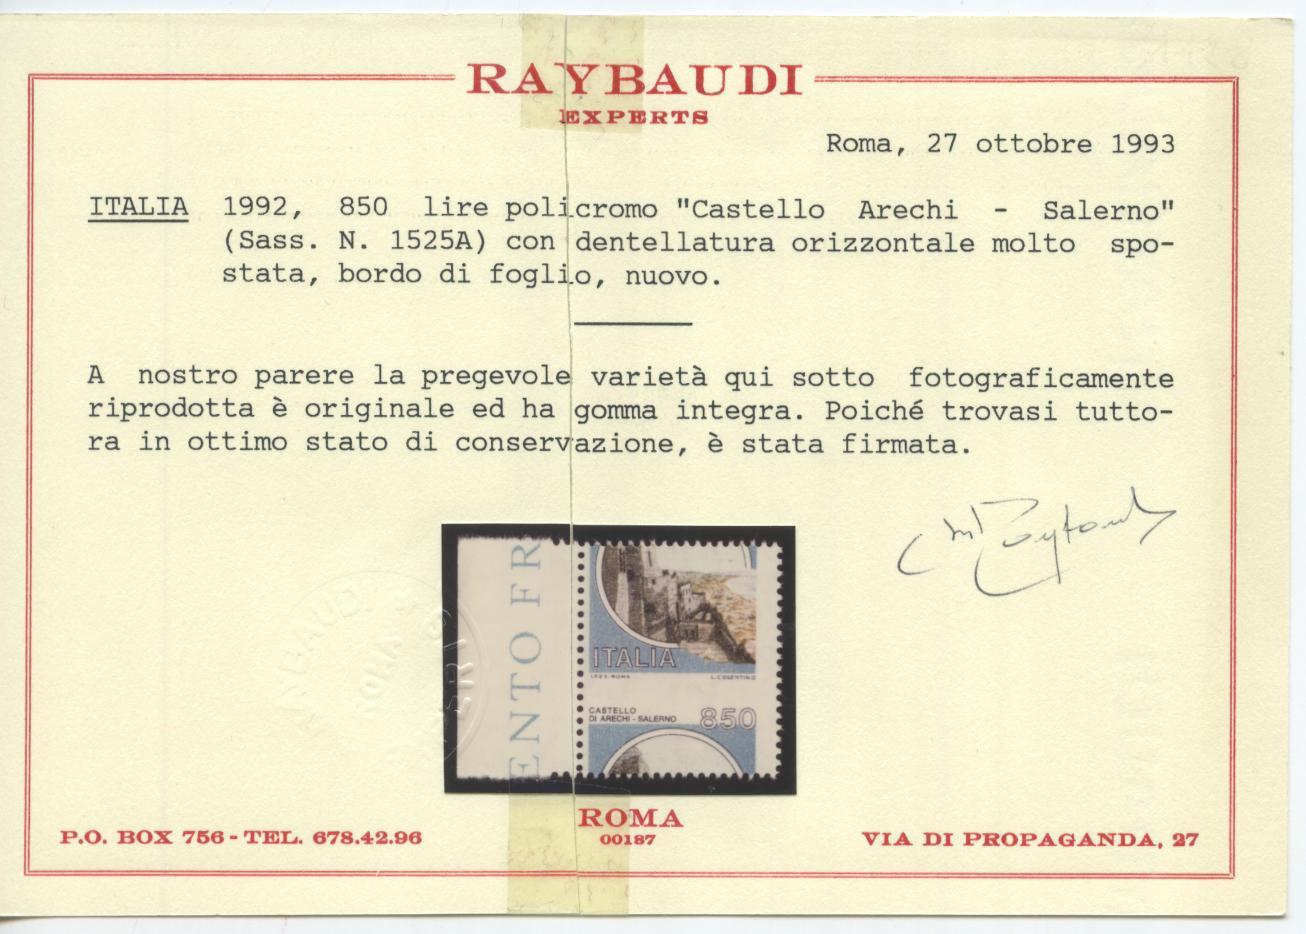 RAYBAUDI
EXPERTS
Roma, 27 ottobre 1993
ITALIA 1992, 850 lire policromo "Castello Arechi - Salerno"
(Sass. N. 1525A) con dentellatura orizzontale molto spo-
stata, bordo di foglio, nuovo.
A nostro parere la pregevole varietà qui sotto fotograficamente
riprodotta è originale ed ha gomma integra. Poiché trovasi tutto-
ra in ottimo stato di conservazione, è stata firmata.
ENTO FR
ITALIA
I.P.Z.S.-ROMA L. COSENTINO
CASTELLO
DI ARECHI - SALERNO 850
ROMA
00187
P.O. BOX 756 - TEL. 678.42.96
VIA DI PROPAGANDA, 27